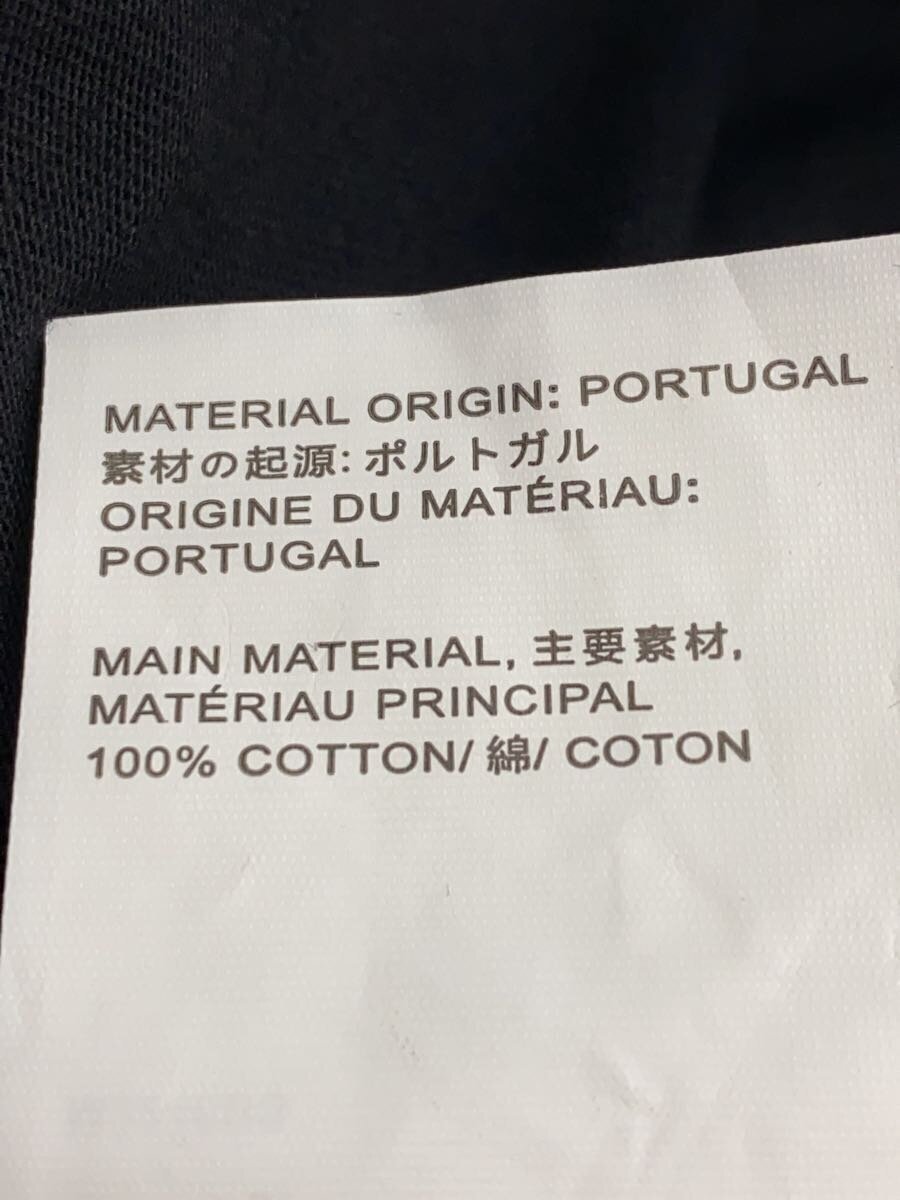 MATERIAL ORIGIN: PORTUGAL
素材の起源: ポルトガル
ORIGINE DU MATÉRIAU:
PORTUGAL
MAIN MATERIAL, 主要素材,
MATÉRIAU PRINCIPAL
100% COTTON/ 綿/ COTON